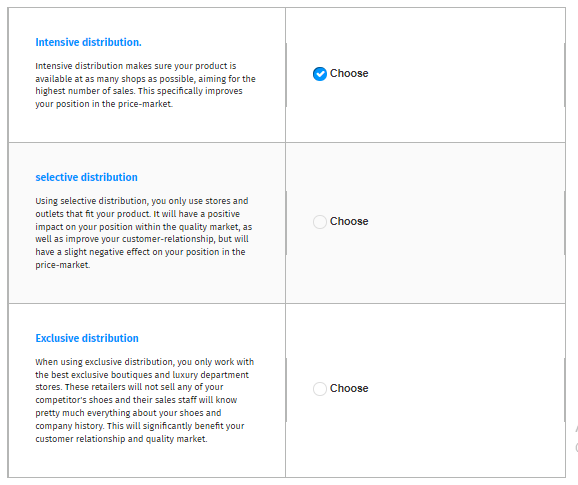 Intensive distribution.
Intensive distribution makes sure your product is
available at as many shops as possible, aiming for the
highest number of sales. This specifically improves
your position in the price-market.
Choose
selective distribution
Using selective distribution, you only use stores and
outlets that fit your product. It will have a positive
impact on your position within the quality market, as
well as improve your customer-relationship, but will
have a slight negative effect on your position in the
price-market.
Choose
Exclusive distribution
When using exclusive distribution, you only work with
the best exclusive boutiques and luxury department
stores. These retailers will not sell any of your
competitor's shoes and their sales staff will know
pretty much everything about your shoes and
company history. This will significantly benefit your
customer relationship and quality market.
Choose